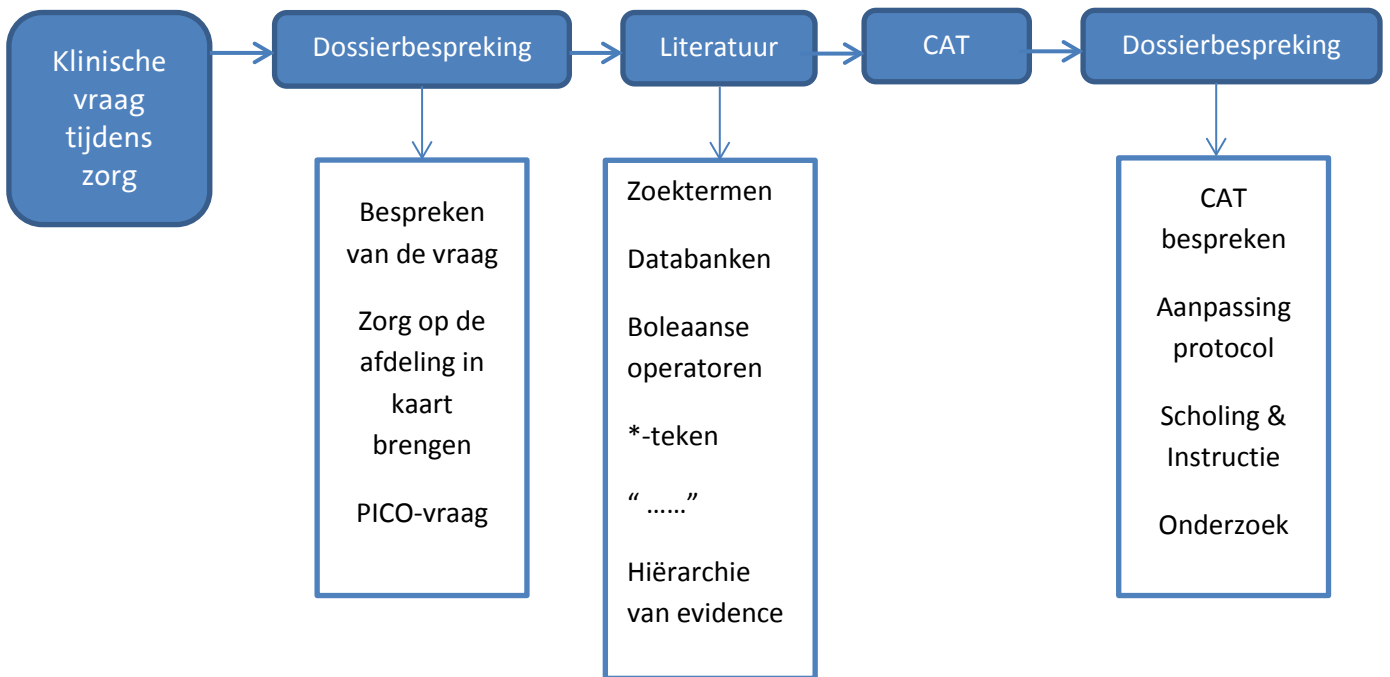 Klinische
vraag
tijdens
zorg
Dossierbespreking
Literatuur
CAT
Dossierbespreking
Bespreken
van de vraag
Zorg op de
afdeling in
kaart
brengen
PICO-vraag
Zoektermen
Databanken
Boleaanse
operatoren
*-teken
“ ……”
Hiërarchie
van evidence
CAT
bespreken
Aanpassing
protocol
Scholing &
Instructie
Onderzoek